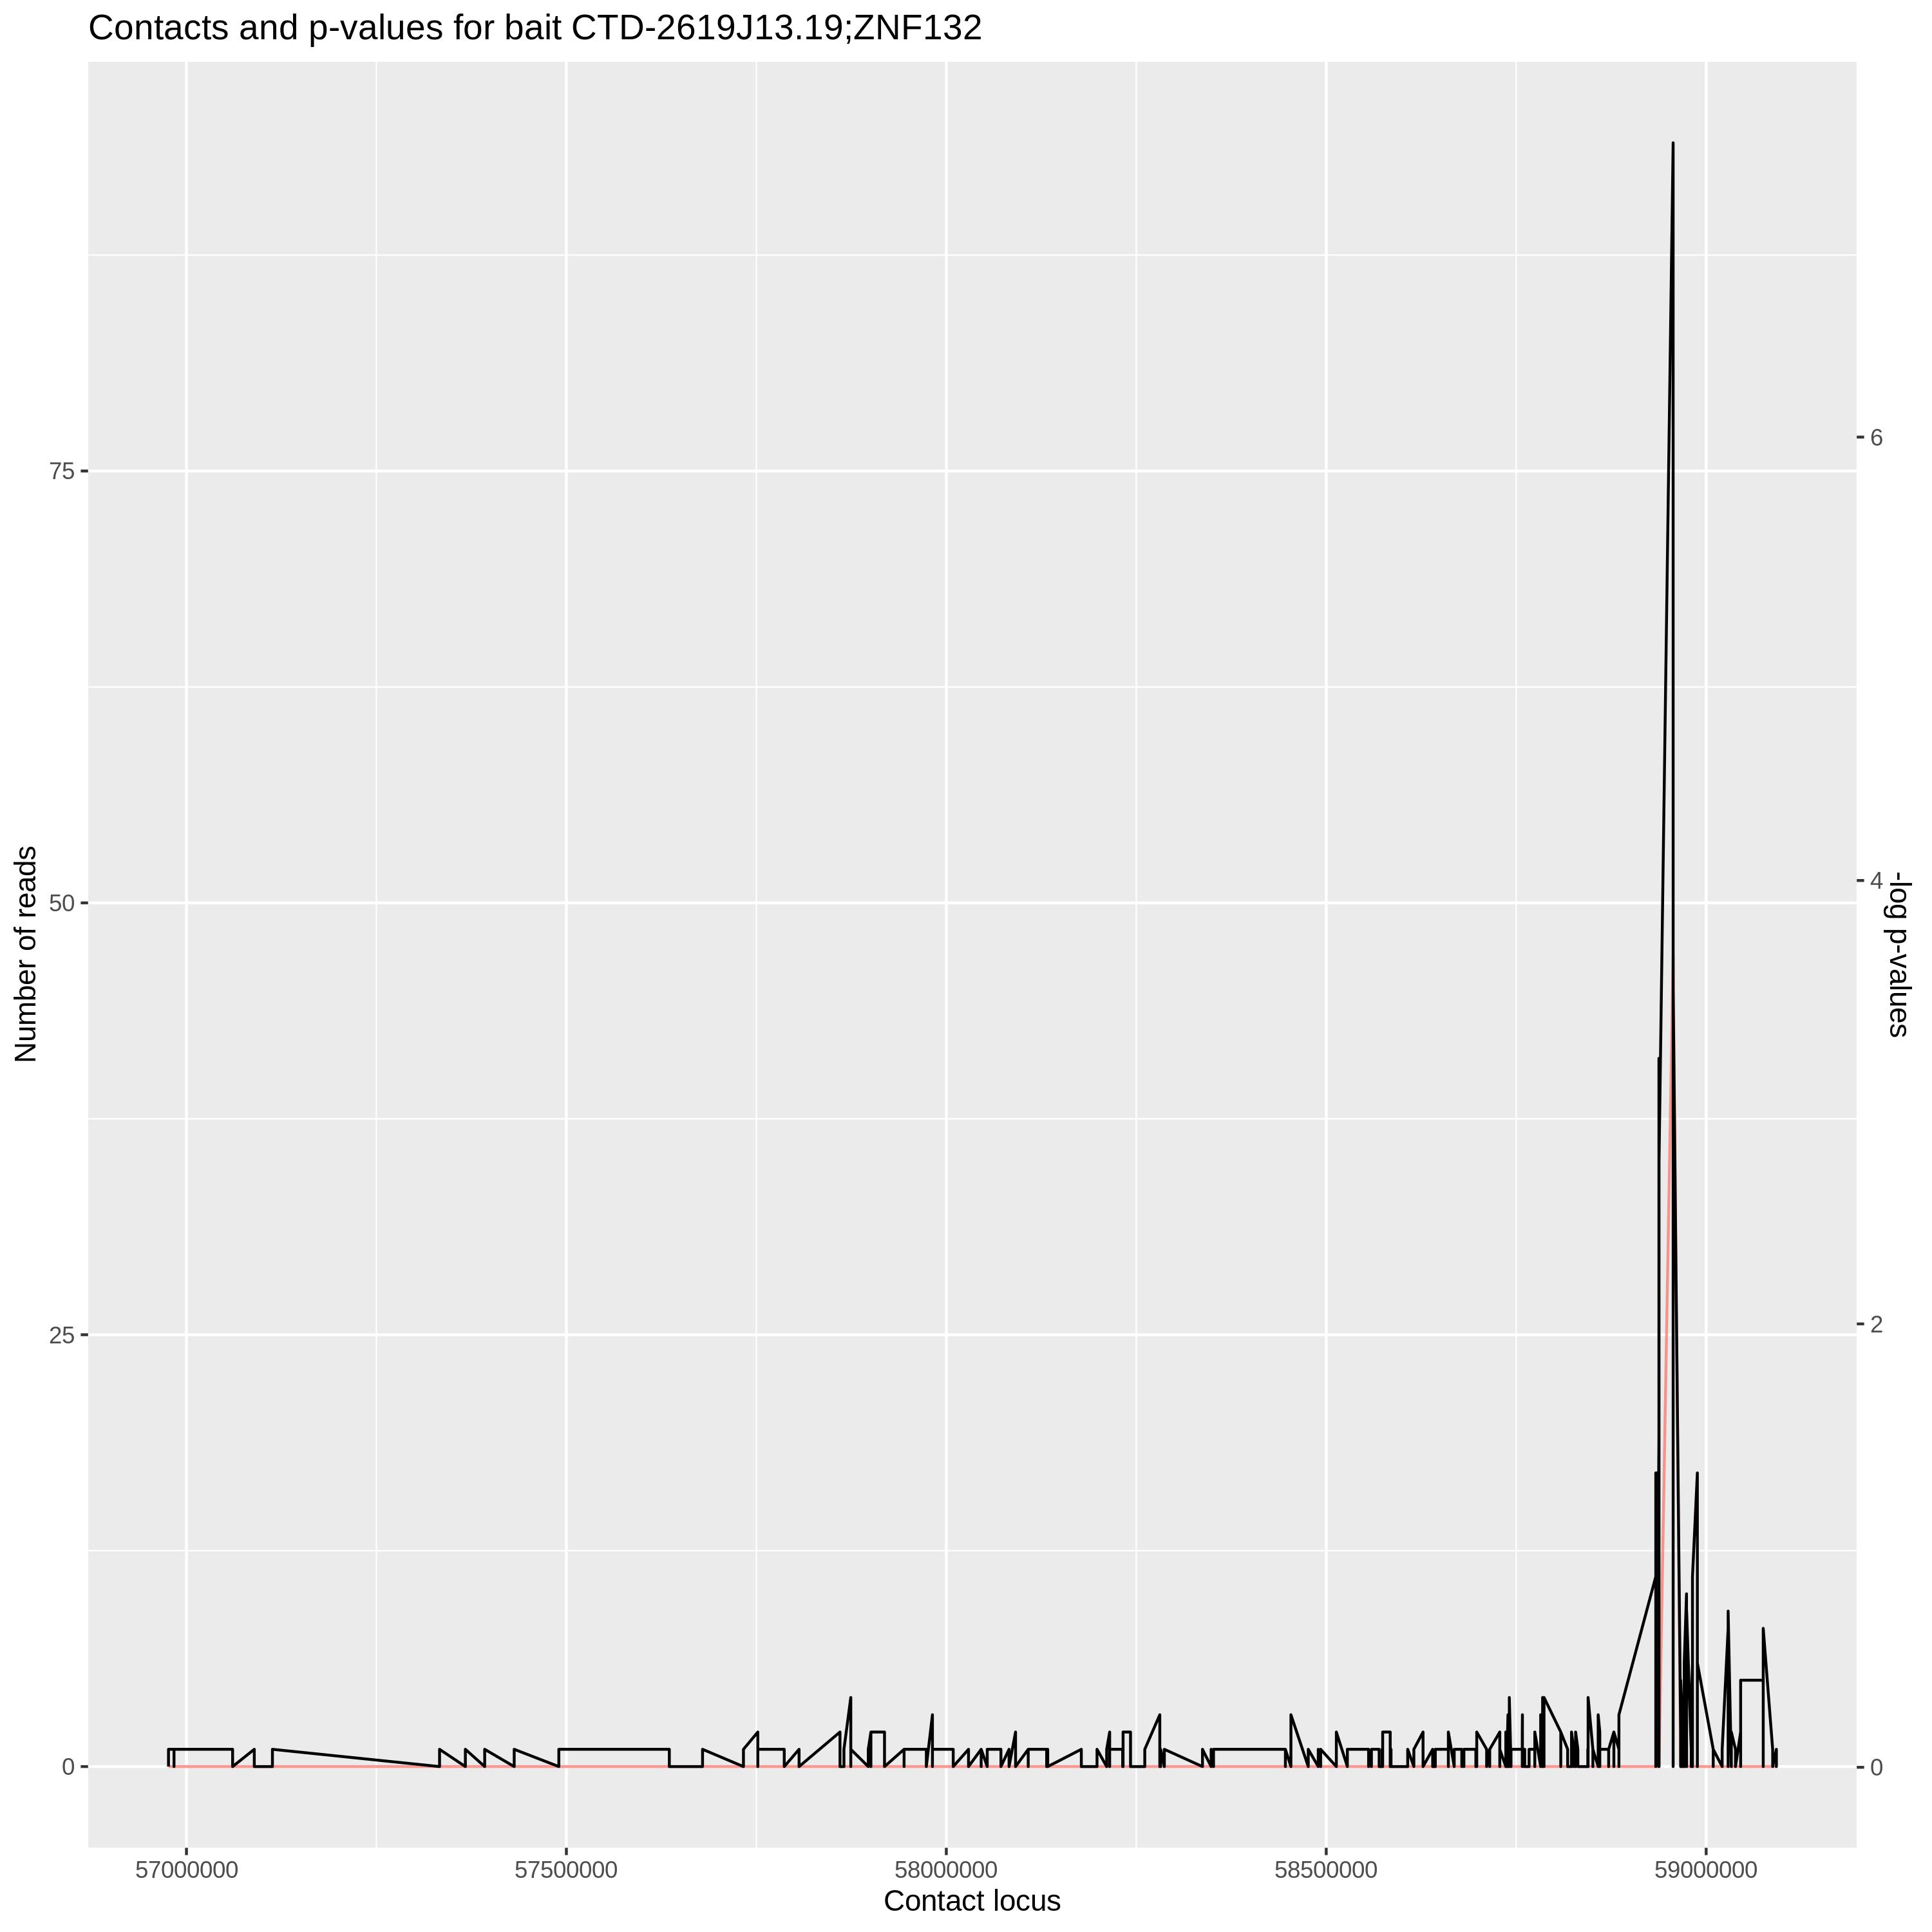 Contacts and p-values for bait CTD-2619J13.19;ZNF132
75
50
25
0
Number of reads
6
4
2
0
-log p-values
57000000 57500000 58000000 58500000 59000000
Contact locus